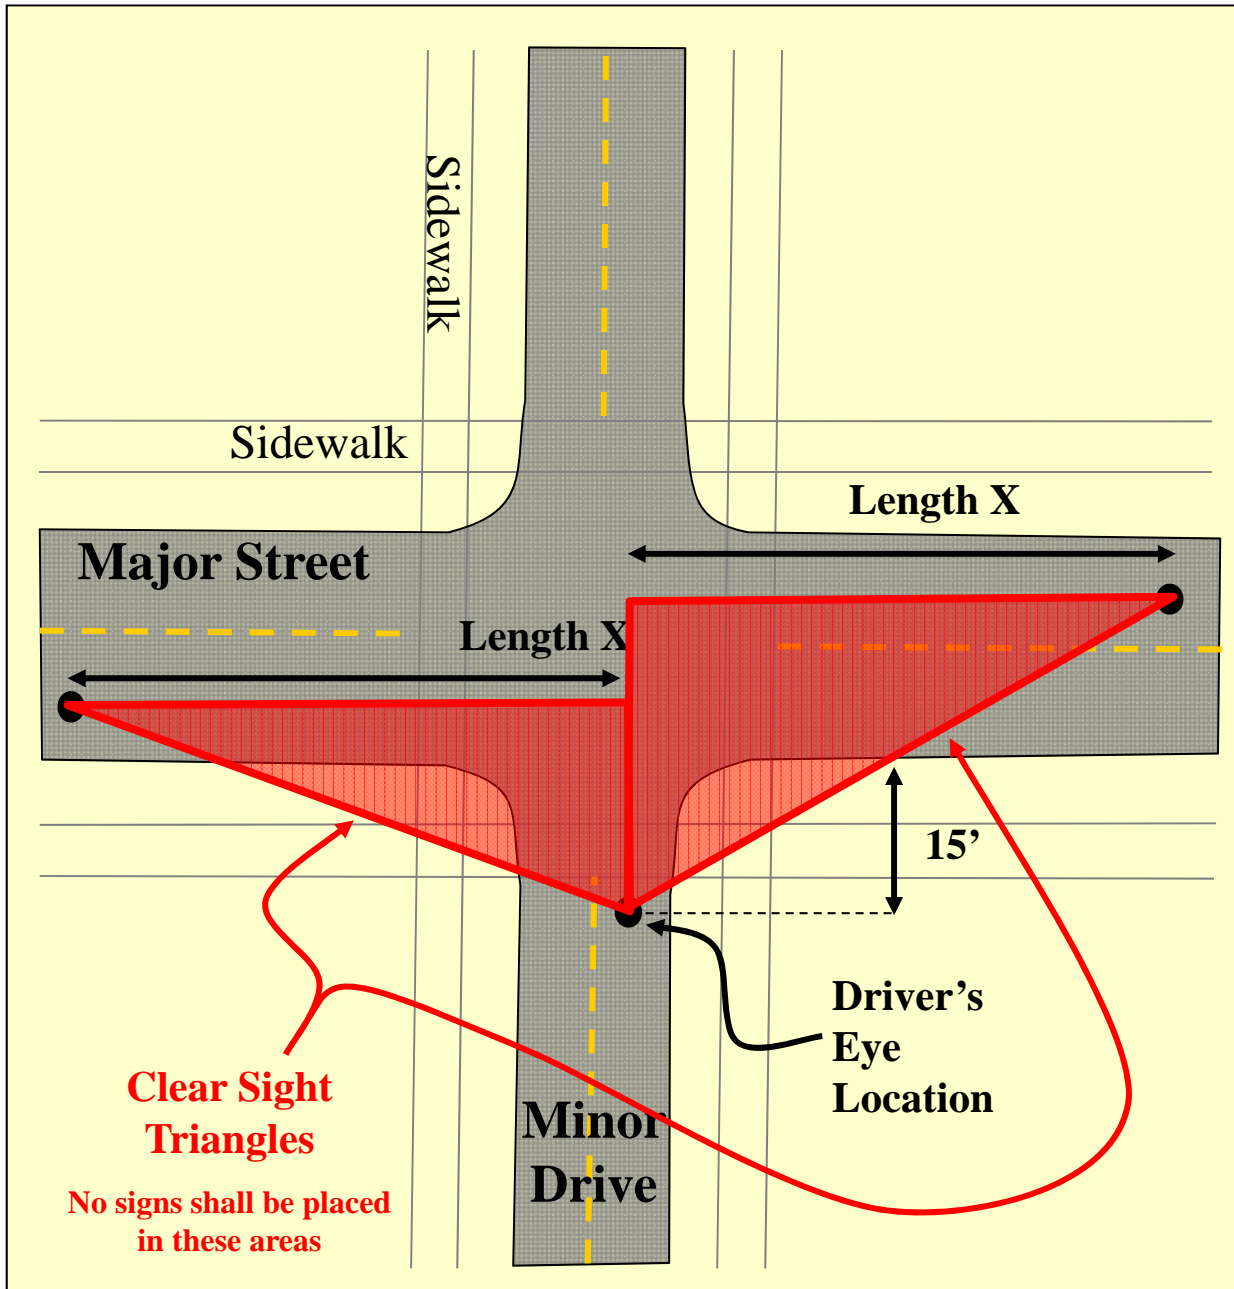 Sidewalk
Sidewalk
Length X
Major Street
Length X
15’
Driver’s
Eye
Location
Clear Sight
Triangles
Minor
Drive
No signs shall be placed
in these areas